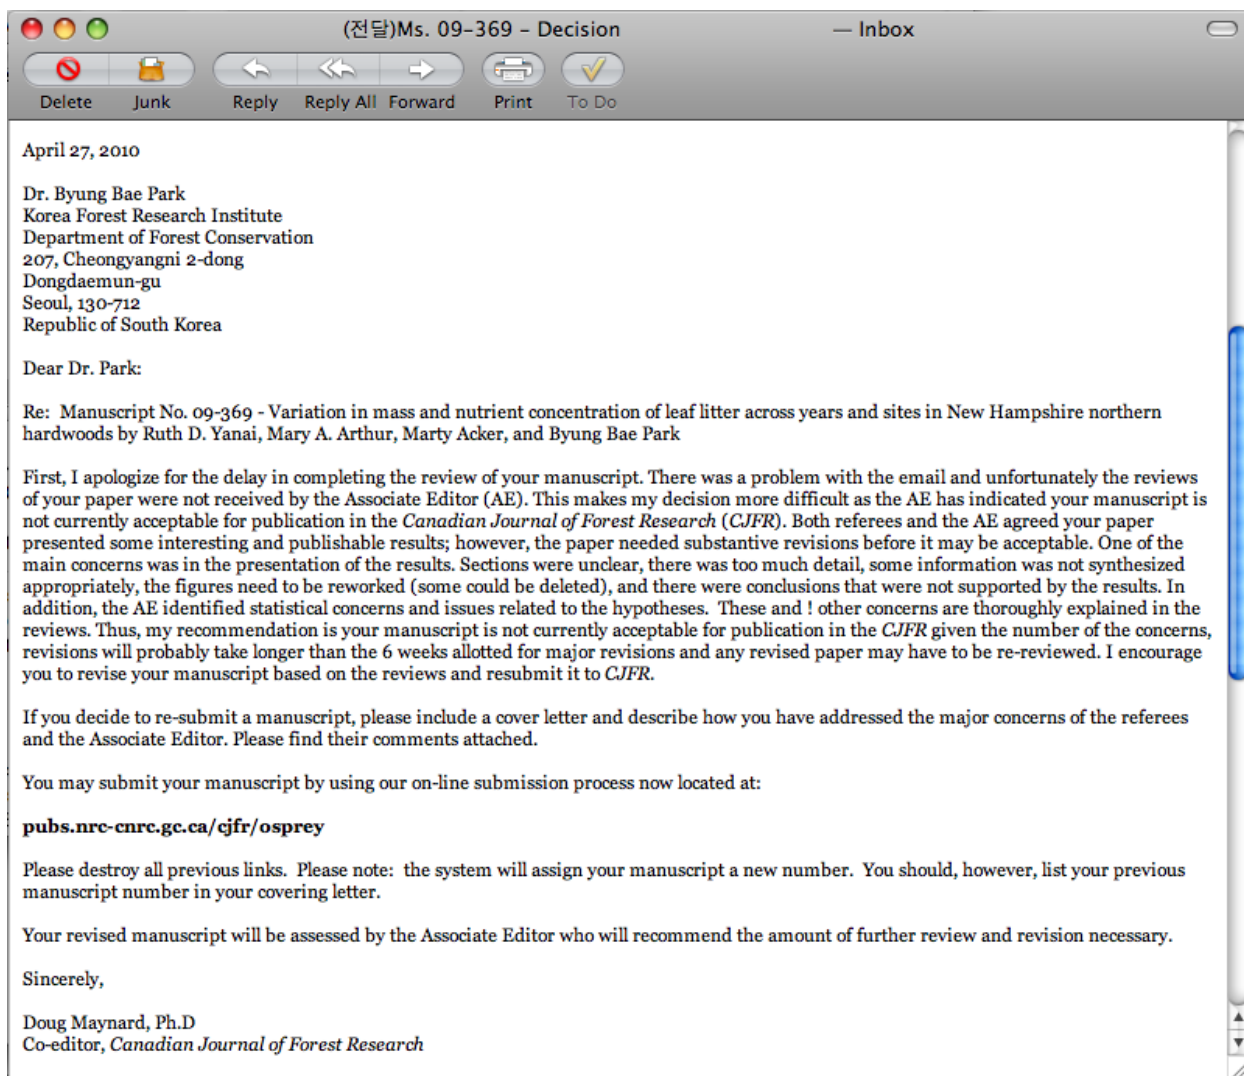 (전달)Ms. 09-369 - Decision — Inbox
Delete Junk Reply Reply All Forward Print To Do
April 27, 2010
Dr. Byung Bae Park
Korea Forest Research Institute
Department of Forest Conservation
207, Cheongyangni 2-dong
Dongdaemun-gu
Seoul, 130-712
Republic of South Korea
Dear Dr. Park:
Re:  Manuscript No. 09-369 - Variation in mass and nutrient concentration of leaf litter across years and sites in New Hampshire northern
hardwoods by Ruth D. Yanai, Mary A. Arthur, Marty Acker, and Byung Bae Park
First, I apologize for the delay in completing the review of your manuscript. There was a problem with the email and unfortunately the reviews
of your paper were not received by the Associate Editor (AE). This makes my decision more difficult as the AE has indicated your manuscript is
not currently acceptable for publication in the Canadian Journal of Forest Research (CJFR). Both referees and the AE agreed your paper
presented some interesting and publishable results; however, the paper needed substantive revisions before it may be acceptable. One of the
main concerns was in the presentation of the results. Sections were unclear, there was too much detail, some information was not synthesized
appropriately, the figures need to be reworked (some could be deleted), and there were conclusions that were not supported by the results. In
addition, the AE identified statistical concerns and issues related to the hypotheses.  These and ! other concerns are thoroughly explained in the
reviews. Thus, my recommendation is your manuscript is not currently acceptable for publication in the CJFR given the number of the concerns,
revisions will probably take longer than the 6 weeks allotted for major revisions and any revised paper may have to be re-reviewed. I encourage
you to revise your manuscript based on the reviews and resubmit it to CJFR.
If you decide to re-submit a manuscript, please include a cover letter and describe how you have addressed the major concerns of the referees
and the Associate Editor. Please find their comments attached.
You may submit your manuscript by using our on-line submission process now located at:
pubs.nrc-cnrc.gc.ca/cjfr/osprey
Please destroy all previous links.  Please note:  the system will assign your manuscript a new number.  You should, however, list your previous
manuscript number in your covering letter.
Your revised manuscript will be assessed by the Associate Editor who will recommend the amount of further review and revision necessary.
Sincerely,
Doug Maynard, Ph.D
Co-editor, Canadian Journal of Forest Research